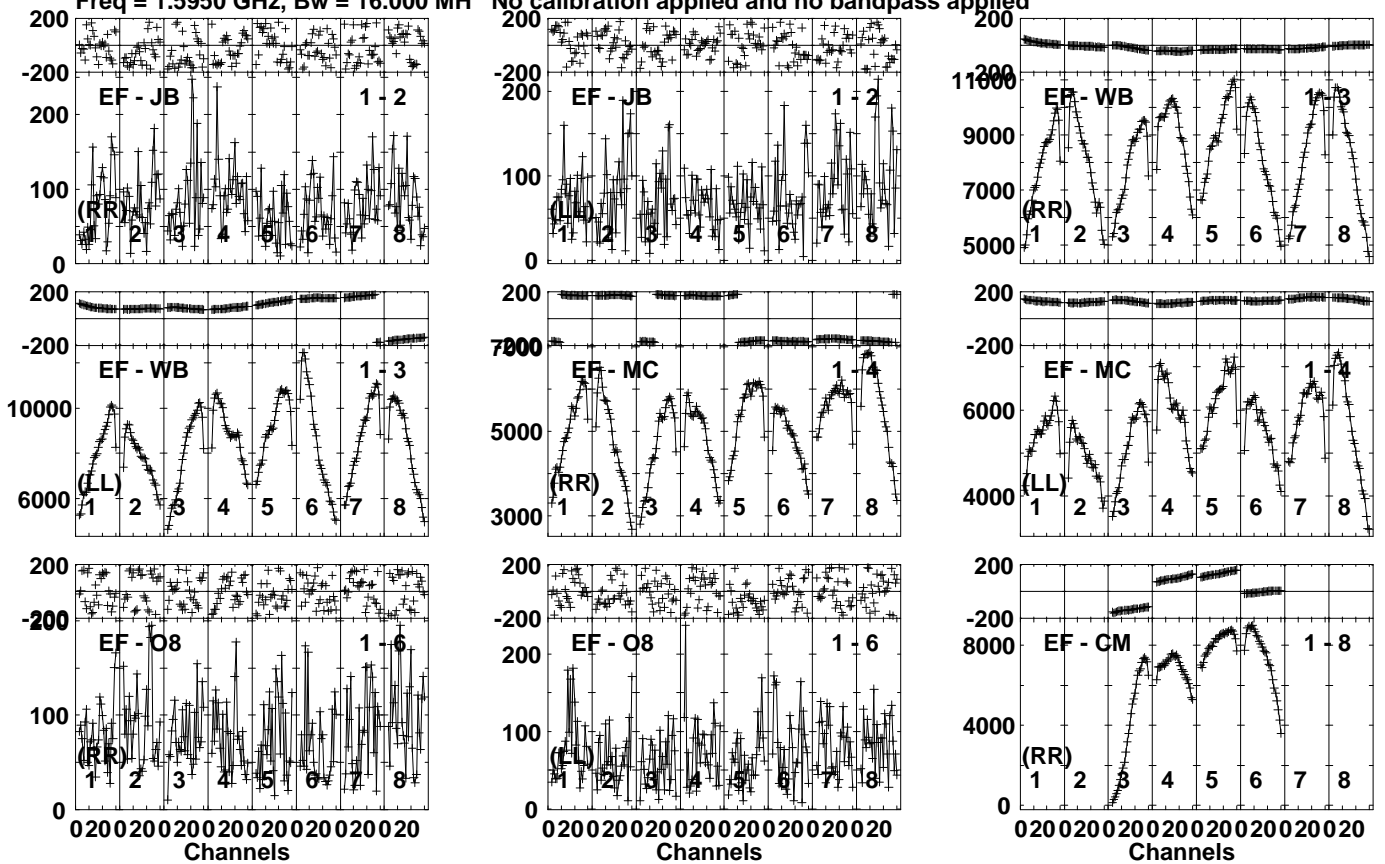 Freq = 1.5950 GHz, Bw = 16.000 MH No calibration applied and no bandpass applied
200 200 200
-200 -200 -200
EF - JB 1 - 2 EF - JB 1 - 2 EF - WB 1 - 3
200 200 11000
100 100 9000
7000
(RR) (LL) (RR)
1 2 3 4 5 6 7 8 1 2 3 4 5 6 7 8 1 2 3 4 5 6 7 8
0 0 5000
200 200 200
-200 -200 -200
7000
EF - WB 1 - 3 EF - MC 1 - 4 EF - MC 1 - 4
10000 5000 6000
6000 3000 4000
(LL) (RR) (LL)
1 2 3 4 5 6 7 8 1 2 3 4 5 6 7 8 1 2 3 4 5 6 7 8
200 200 200
-200 -200 -200
200
EF - O8 1 - 6 EF - O8 1 - 6 EF - CM 1 - 8
200 8000
100 100 4000
(RR) (LL) (RR)
1 2 3 4 5 6 7 8 1 2 3 4 5 6 7 8 1 2 3 4 5 6 7 8
0 0 0
0 20 0 20 0 20 0 20 0 20 0 20 0 20 0 20 0 20 0 20 0 20 0 20 0 20 0 20 0 20 0 20 0 20 0 20 0 20 0 20 0 20 0 20 0 20 0 20
Channels Channels Channels